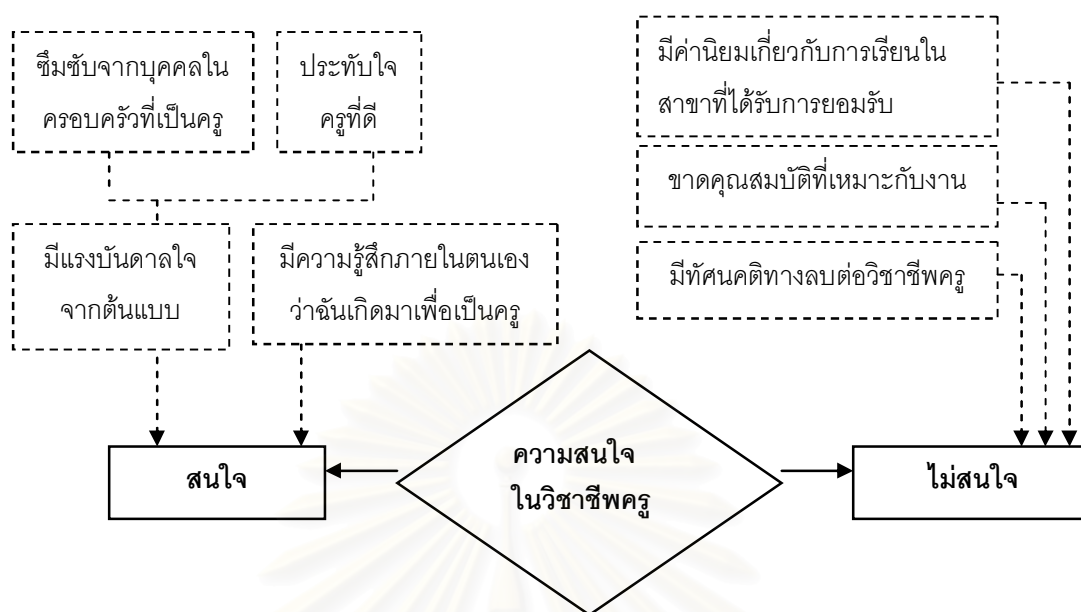 ซึมซับจากบุคคลใน
ครอบครัวที่เป็นครู
ประทับใจ
ครูที่ดี
มีค่านิยมเกี่ยวกับการเรียนใน
สาขาที่ได้รับการยอมรับ
ขาดคุณสมบัติที่เหมาะกับงาน
มีแรงบันดาลใจ
จากต้นแบบ
มีความรู้สึกภายในตนเอง
ว่าฉันเกิดมาเพื่อเป็นครู
มีทัศนคติทางลบต่อวิชาชีพครู
สนใจ
ความสนใจ
ในวิชาชีพครู
ไม่สนใจ